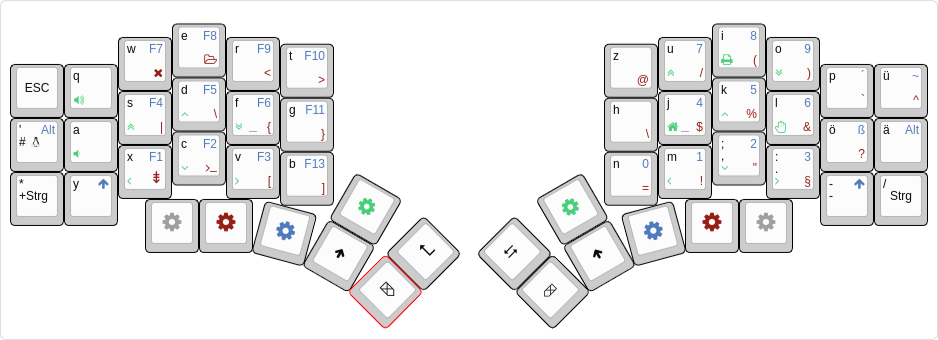 ESC
q
w F7
e F8
r F9
<
t F10
>
' Alt
#
a
s F4
|
d F5
\
f F6
_ {
g F11
}
*
+Strg
y
x F1
c F2
>_
v F3
[
b F13
]
z
@
u 7
/
i 8
(
o 9
)
p ´
`
ü ~
^
h
\
j 4
_ $
k 5
%
l 6
&
ö ß
?
ä Alt
n 0
=
m 1
!
; 2
, "
: 3
. §
-
-
/
Strg